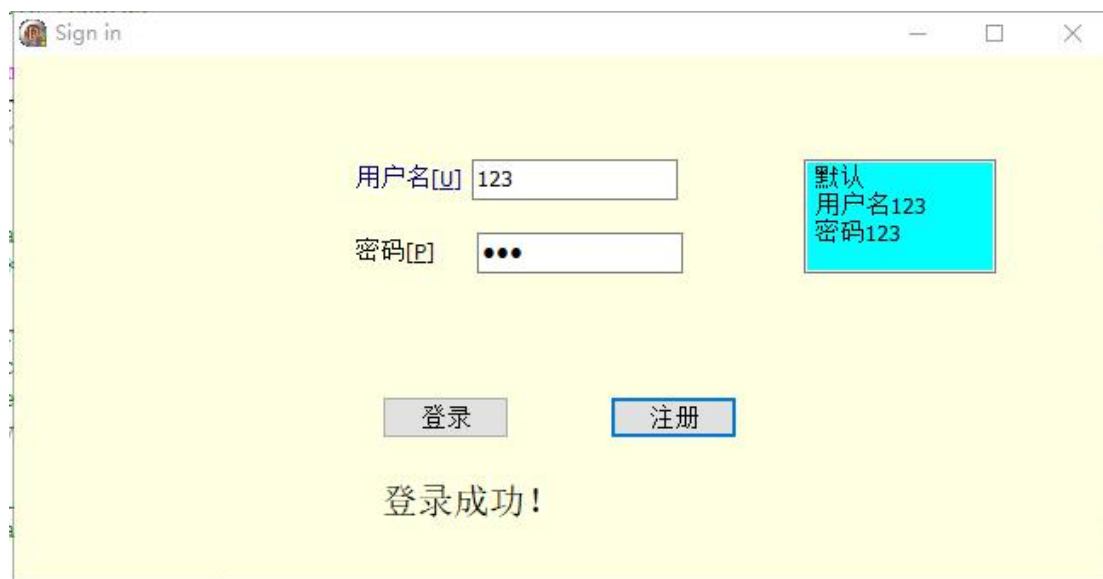 Sign in
用户名[U] 123
默认
用户名123
密码123
密码[P] ●●●
登录 注册
登录成功!